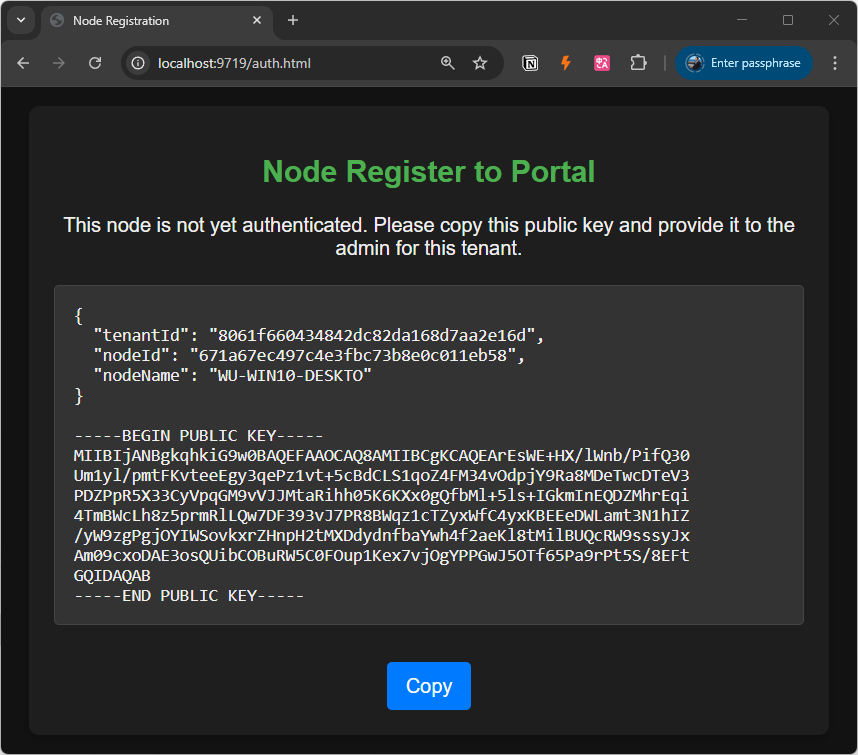 Node Registration
localhost:9719/auth.html
Enter passphrase
Node Register to Portal
This node is not yet authenticated. Please copy this public key and provide it to the
admin for this tenant.
{
  "tenantId": "8061f660434842dc82da168d7aa2e16d",
  "nodeId": "671a67ec497c4e3fbc73b8e0c011eb58",
  "nodeName": "WU-WIN10-DESKTO"
}
-----BEGIN PUBLIC KEY-----
MIIBIjANBgkqhkiG9w0BAQEFAAOCAQ8AMIIBCgKCAQEArEsWE+HX/lWnb/PifQ30
Um1yl/pmtFKvteeEgy3qePz1vt+5cBdCLS1qoZ4FM34vOdpjY9Ra8MDeTwcDTeV3
PDZPpR5X33CyVpqGM9vVJJMtaRihh05K6KXx0gQfbMl+5ls+IGkmInEQDZMhrEqi
4TmBWcLh8z5prmRlLQw7DF393vJ7PR8BWqz1cTZyxWfC4yxKBEEeDWLamt3N1hIZ
/yW9zgPgjOYIWSovkxrZHnpH2tMXDdydnfbaYwh4f2aeKl8tMilBUQcRW9sssyJx
Am09cxoDAE3osQUibCOBuRW5C0FOup1Kex7vjOgYPPGwJ5OTf65Pa9rPt5S/8EFt
GQIDAQAB
-----END PUBLIC KEY-----
Copy